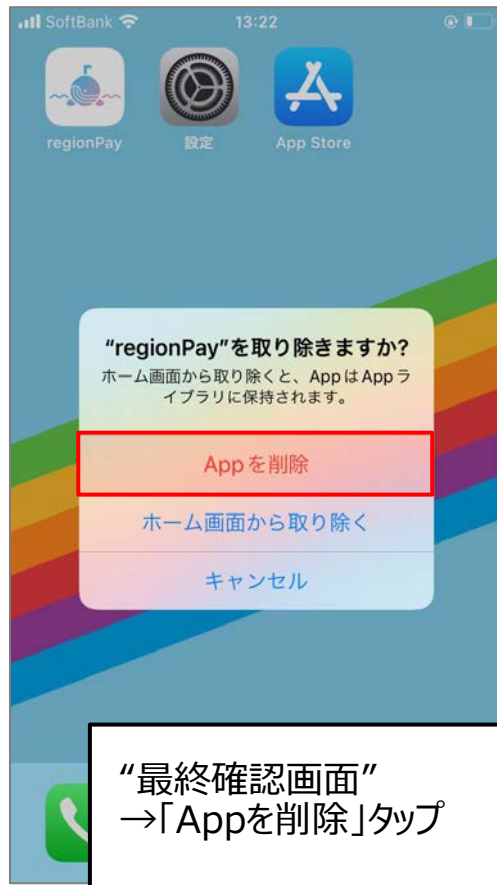 SoftBank 13:22
regionPay 設定 App Store
“regionPay”を取り除きますか?
ホーム画面から取り除くと、AppはAppラ
イブラリに保持されます。
Appを削除
ホーム画面から取り除く
キャンセル
“最終確認画面”
→「Appを削除」タップ